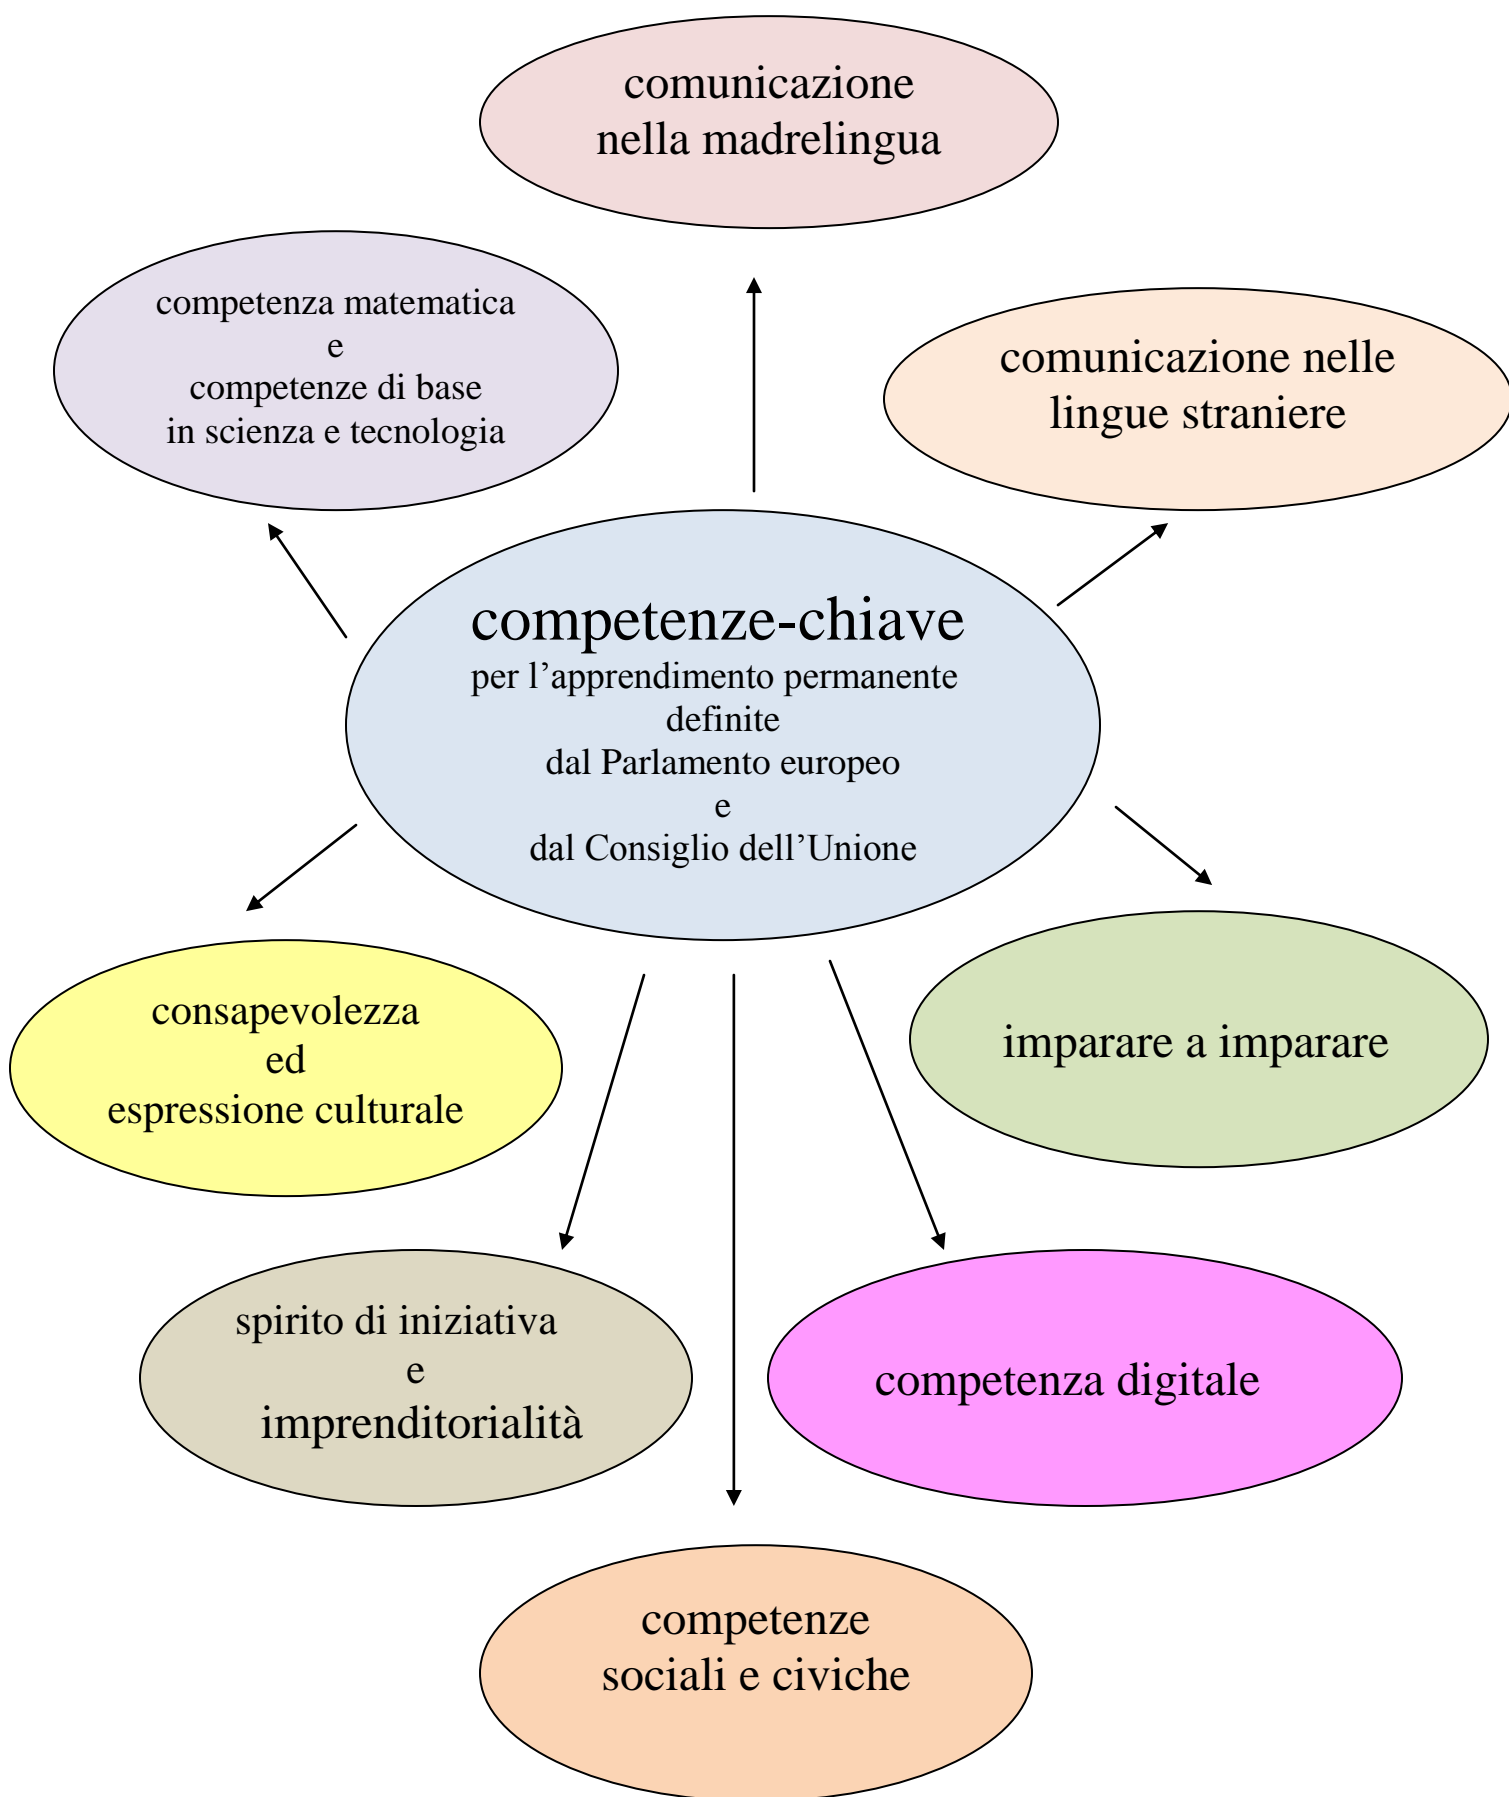 comunicazione
nella madrelingua
competenza matematica
e
competenze di base
in scienza e tecnologia
comunicazione nelle
lingue straniere
competenze-chiave
per l’apprendimento permanente
definite
dal Parlamento europeo
e
dal Consiglio dell’Unione
consapevolezza
ed
espressione culturale
imparare a imparare
spirito di iniziativa
e
imprenditorialità
competenza digitale
competenze
sociali e civiche